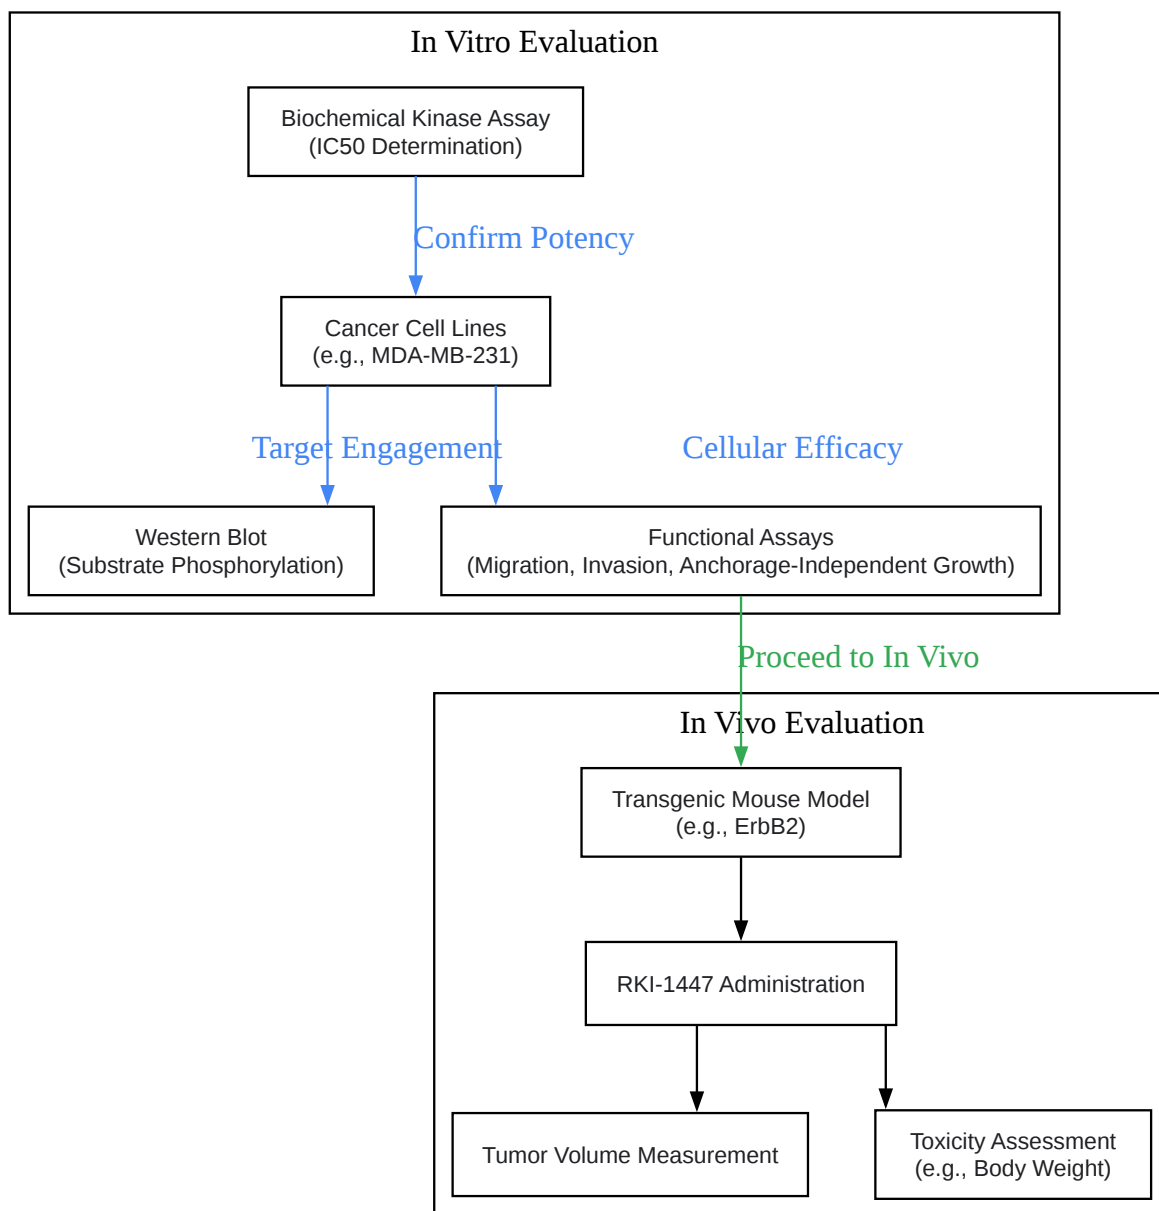 In Vitro Evaluation
Biochemical Kinase Assay
(IC50 Determination)
Confirm Potency
Cancer Cell Lines
(e.g., MDA-MB-231)
Target Engagement
Cellular Efficacy
Western Blot
(Substrate Phosphorylation)
Functional Assays
(Migration, Invasion, Anchorage-Independent Growth)
Proceed to In Vivo
In Vivo Evaluation
Transgenic Mouse Model
(e.g., ErbB2)
RKI-1447 Administration
Tumor Volume Measurement
Toxicity Assessment
(e.g., Body Weight)